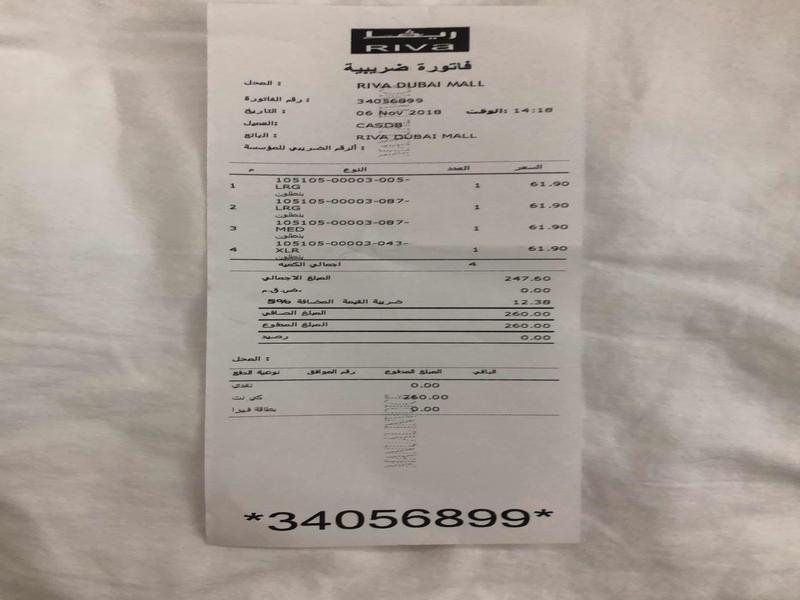 ريڤا
RIVA
فاتورة ضريبية
المحل : RIVA DUBAI MALL
رقم الفاتورة : 34056899
التاريخ : 06 Nov 2018 الوقت: 14:18
العميل: CASDB
البائع : RIVA DUBAI MALL
الرقم الضريبي للمؤسسة :
م النوع العدد السعر
1 105105-00003-005-LRG 1 61.90
بنطلون
2 105105-00003-087-LRG 1 61.90
بنطلون
3 105105-00003-087-MED 1 61.90
بنطلون
4 105105-00003-043-XLR 1 61.90
بنطلون
اجمالي الكميه 4
المبلغ الاجمالي 247.60
ض.ق.م. 0.00
ضريبة القيمة المضافة 5% 12.38
المبلغ الصافي 260.00
المبلغ المدفوع 260.00
رصيد 0.00
المحل :
نوعية الدفع رقم الموافق المبلغ المدفوع الباقي
نقدي 0.00
كي نت 260.00
بطاقة فيزا 0.00
*34056899*